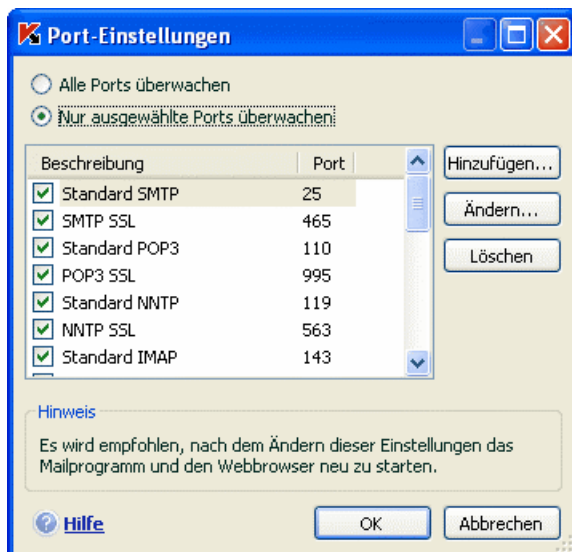 Port-Einstellungen
Alle Ports überwachen
Nur ausgewählte Ports überwachen
Beschreibung Port
Standard SMTP 25
SMTP SSL 465
Standard POP3 110
POP3 SSL 995
Standard NNTP 119
NNTP SSL 563
Standard IMAP 143
Hinzufügen...
Ändern...
Löschen
Hinweis
Es wird empfohlen, nach dem Ändern dieser Einstellungen das
Mailprogramm und den Webbrowser neu zu starten.
Hilfe
OK
Abbrechen